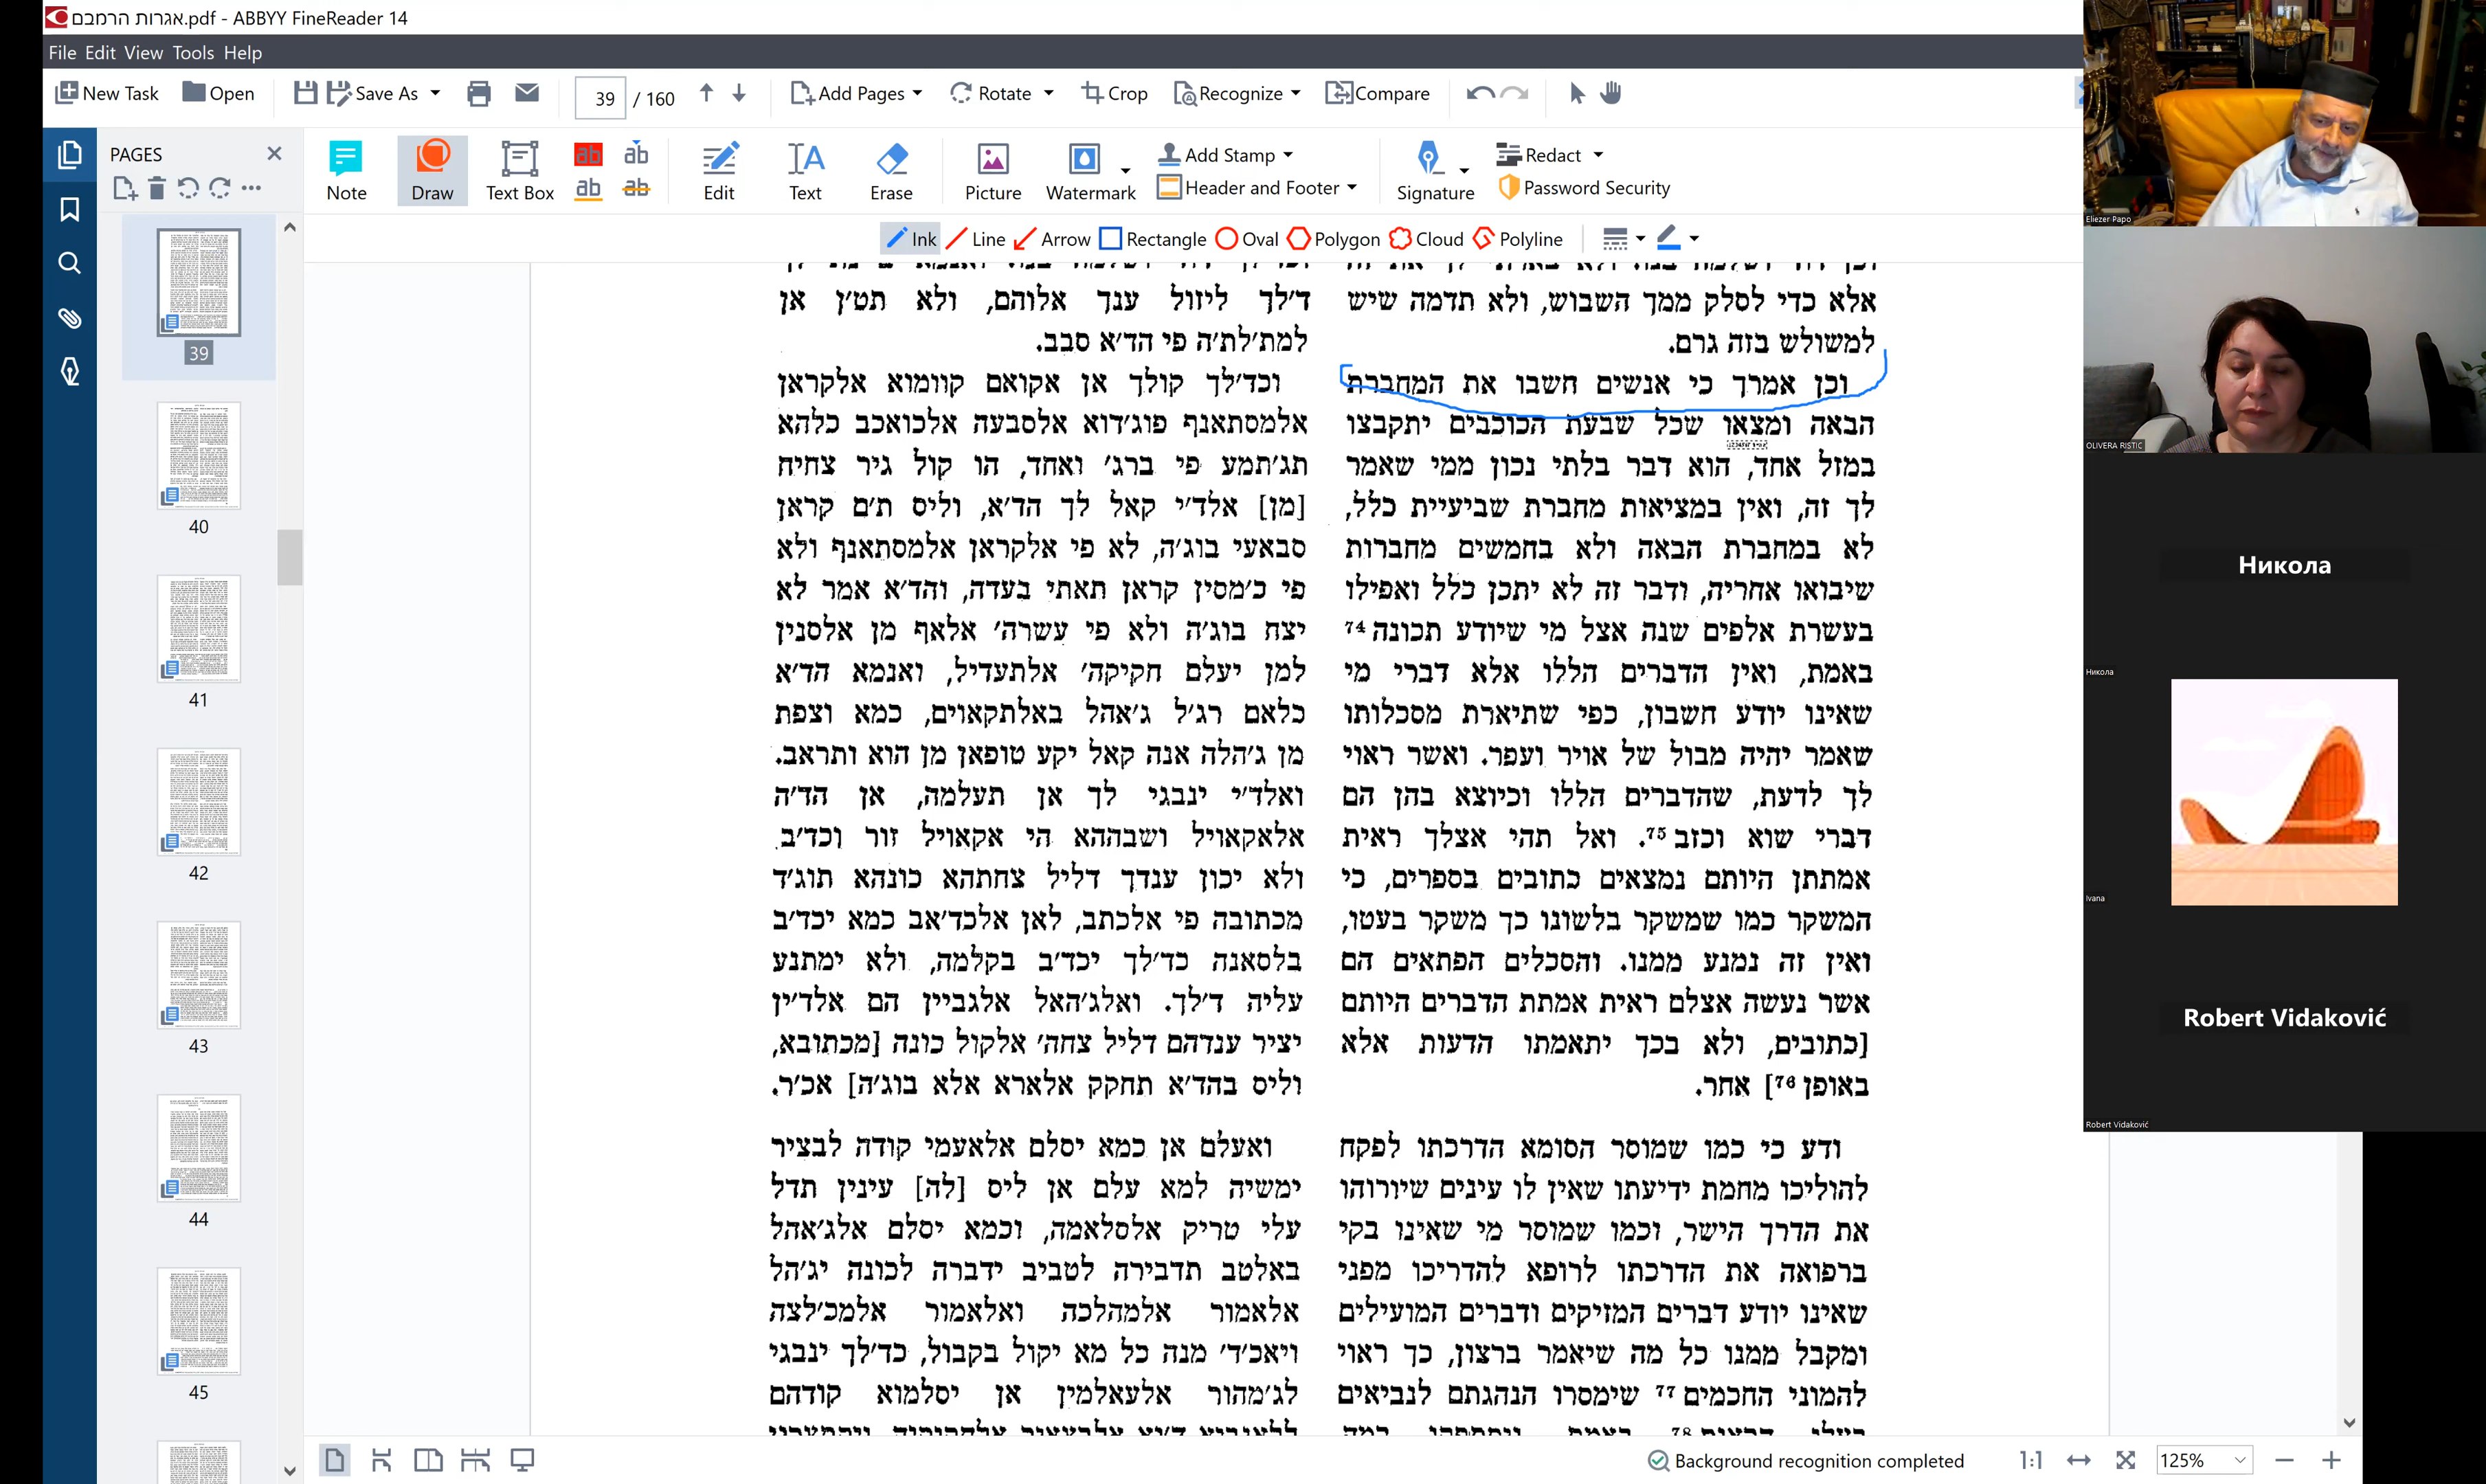 אגרות הרמבם.pdf - ABBYY FineReader 14
File Edit View Tools Help
New Task Open Save As 39 / 160 Add Pages Rotate Crop Recognize Compare
PAGES
Note Draw Text Box Edit Text Erase Picture Watermark Add Stamp Header and Footer Signature Redact Password Security
Ink Line Arrow Rectangle Oval Polygon Cloud Polyline
39
40
41
42
43
44
45
אלא כדי לסלק ממך השבוש, ולא תדמה שיש
למשולש בזה גרם.
וכן אמרך כי אנשים חשבו את המחברת
הבאה ומצאו שכל שבעת הכוכבים יתקבצו
במזל אחד, הוא דבר בלתי נכון ממי שאמר
לך זה, ואין במציאות מחברת שביעיית כלל,
לא במחברת הבאה ולא בחמשים מחברות
שיבואו אחריה, ודבר זה לא יתכן כלל ואפילו
בעשרת אלפים שנה אצל מי שיודע תכונה 74
באמת, ואין הדברים הללו אלא דברי מי
שאינו יודע חשבון, כפי שתיארת מסכלותו
שאמר יהיה מבול של אויר ועפר. ואשר ראוי
לך לדעת, שהדברים הללו וכיוצא בהן הם
דברי שוא וכזב 75. ואל תהי אצלך ראית
אמתתן היותם נמצאים כתובים בספרים, כי
המשקר כמו שמשקר בלשונו כך משקר בעטו,
ואין זה נמנע ממנו. והסכלים הפתאים הם
אשר נעשה אצלם ראית אמתת הדברים היותם
[כתובים, ולא בכך יתאמתו הדעות אלא
באופן 76] אחר.
ודע כי כמו שמוסר הסומא הדרכתו לפקח
להוליכו מחמת ידיעתו שאין לו עינים שיורוהו
את הדרך הישר, וכמו שמוסר מי שאינו בקי
ברפואה את הדרכתו לרופא להדריכו מפני
שאינו יודע דברים המזיקים ודברים המועילים
ומקבל ממנו כל מה שיאמר ברצון, כך ראוי
להמוני החכמים 77 שימסרו הנהגתם לנביאים
ד׳לך ליזול ענך אלוהם, ולא תט׳ן אן
למת׳לת׳ה פי הד׳א סבב.
וכד׳לך קולך אן אקואם קוומוא אלקראן
אלמסתאנף פוג׳דוא אלסבעה אלכואכב כלהא
תג׳תמע פי ברג׳ ואחד, הו קול גיר צחיח
[מן] אלד׳י קאל לך הד׳א, וליס ת׳ם קראן
סבאעי בוג׳ה, לא פי אלקראן אלמסתאנף ולא
פי כ׳מסין קראן תאתי בעדה, והד׳א אמר לא
יצח בוג׳ה ולא פי עשרה׳ אלאף מן אלסנין
למן יעלם חקיקה׳ אלתעדיל, ואנמא הד׳א
כלאם רג׳ל ג׳אהל באלתקאוים, כמא וצפת
מן ג׳הלה אנה קאל יקע טופאן מן הוא ותראב.
ואלד׳י ינבגי לך אן תעלמה, אן הד׳ה
אלאקאויל ושבההא הי אקאויל זור וכד׳ב.
ולא יכון ענדך דליל צחתהא כונהא תוג׳ד
מכתובה פי אלכתב, לאן אלכד׳אב כמא יכד׳ב
בלסאנה כד׳לך יכד׳ב בקלמה, ולא ימתנע
עליה ד׳לך. ואלג׳האל אלגביין הם אלד׳ין
יציר ענדהם דליל צחה׳ אלקול כונה [מכתובא,
וליס בהד׳א תחקק אלארא אלא בוג׳ה] אכ׳ר.
ואעלם אן כמא יסלם אלאעמי קודה לבציר
ימשיה למא עלם אן ליס [לה] עינין תדל
עלי טריק אלסלאמה, וכמא יסלם אלג׳אהל
באלטב תדבירה לטביב ידברה לכונה יג׳הל
אלאמור אלמהלכה ואלאמור אלמכ׳לצה
ויאכ׳ד׳ מנה כל מא יקול בקבול, כד׳לך ינבגי
לג׳מהור אלעאלמין אן יסלמוא קודהם
Eliezer Papo
OLIVERA RISTIC
Никола
Никола
Ivana
Robert Vidaković
Robert Vidaković
Background recognition completed 1:1 125%